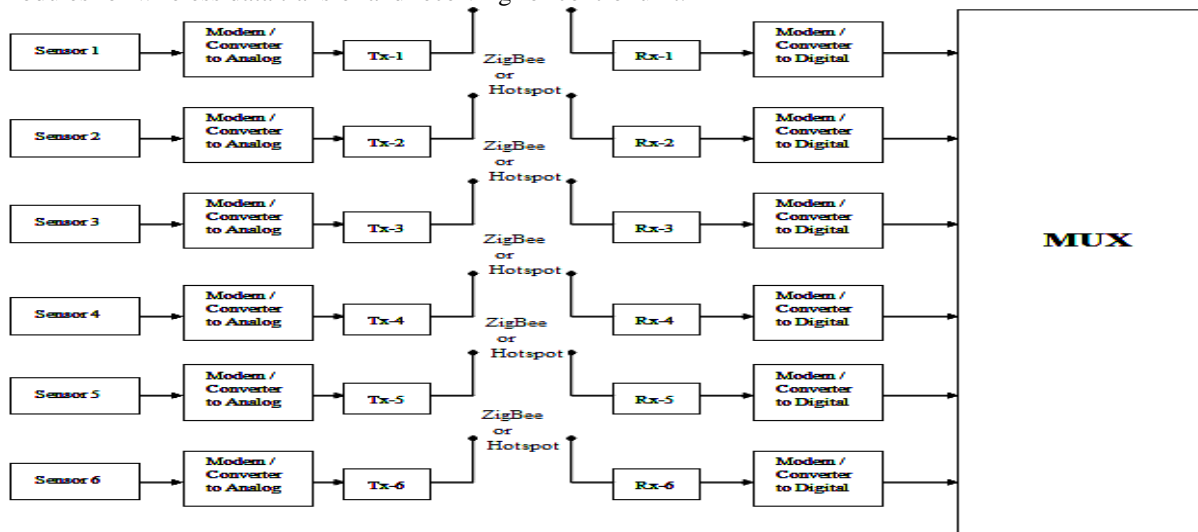 Sensor 1
Modem /
Converter
to Analog
Tx-1
ZigBee
or
Hotspot
Rx-1
Modem /
Converter
to Digital
Sensor 2
Modem /
Converter
to Analog
Tx-2
ZigBee
or
Hotspot
Rx-2
Modem /
Converter
to Digital
Sensor 3
Modem /
Converter
to Analog
Tx-3
ZigBee
or
Hotspot
Rx-3
Modem /
Converter
to Digital
MUX
Sensor 4
Modem /
Converter
to Analog
Tx-4
ZigBee
or
Hotspot
Rx-4
Modem /
Converter
to Digital
Sensor 5
Modem /
Converter
to Analog
Tx-5
ZigBee
or
Hotspot
Rx-5
Modem /
Converter
to Digital
Sensor 6
Modem /
Converter
to Analog
Tx-6
Rx-6
Modem /
Converter
to Digital